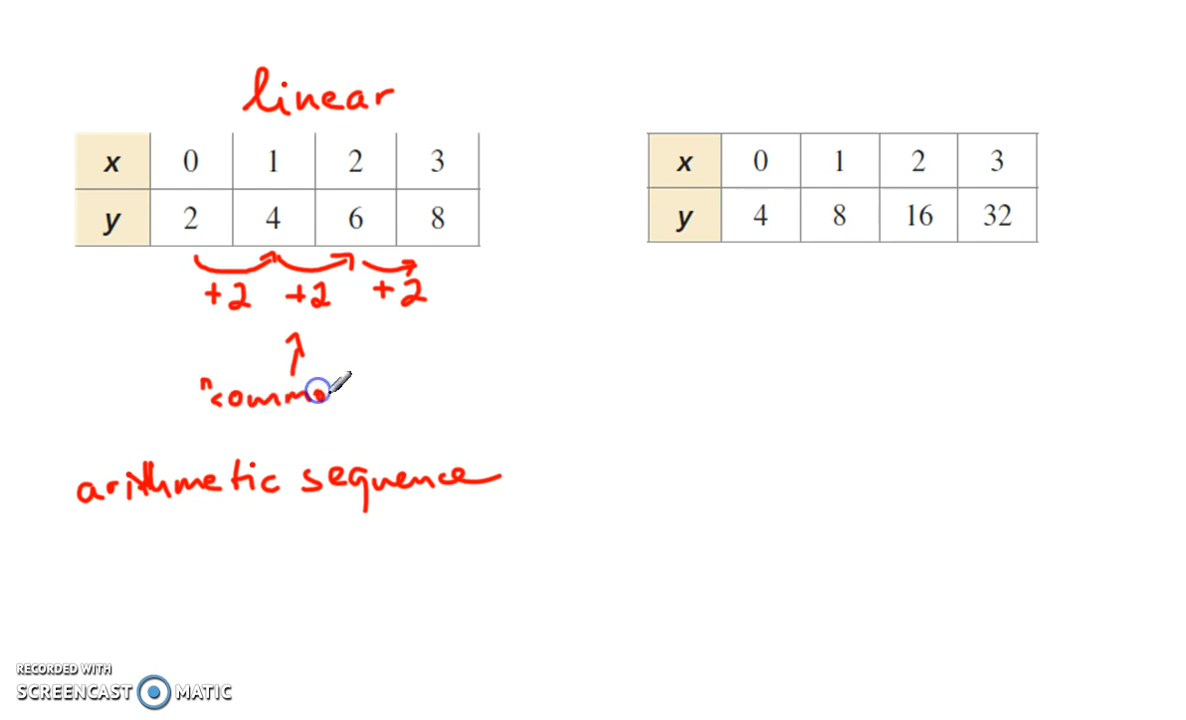 linear
x 0 1 2 3
y 2 4 6 8
+2 +2 +2
"commo
arithmetic sequence
x 0 1 2 3
y 4 8 16 32
RECORDED WITH
SCREENCAST MATIC